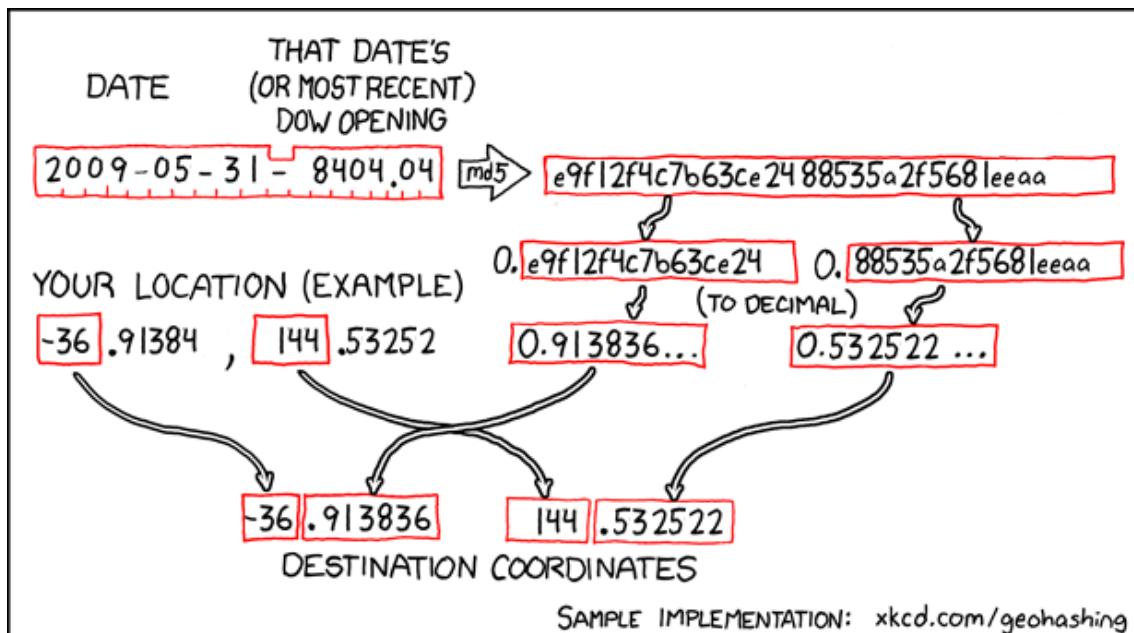 THAT DATE'S
DATE (OR MOST RECENT)
DOW OPENING
2009-05-31-8404.04 md5 e9f12f4c7b63ce2488535a2f5681eeaa
0.e9f12f4c7b63ce24 0.88535a2f5681eeaa
YOUR LOCATION (EXAMPLE) (TO DECIMAL)
-36.91384, 144.53252 0.913836... 0.532522...
-36.913836 144.532522
DESTINATION COORDINATES
SAMPLE IMPLEMENTATION: xkcd.com/geohashing